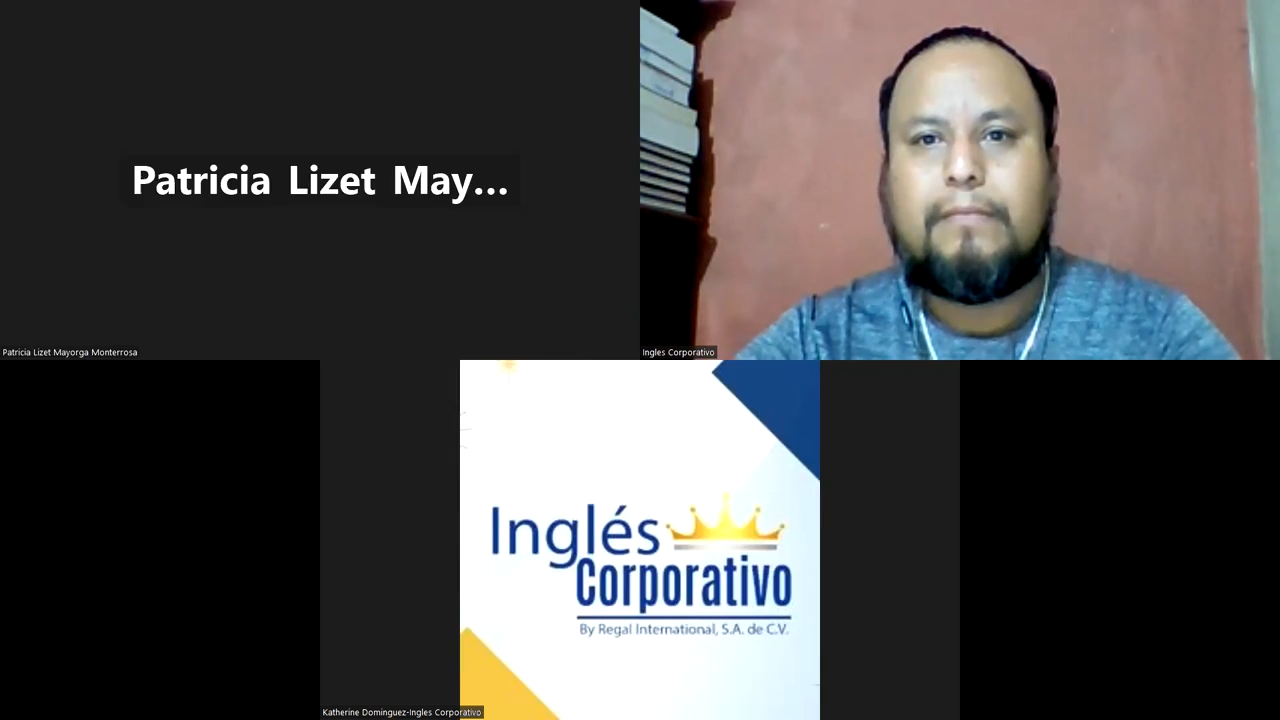 Patricia Lizet May...
Patricia Lizet Mayorga Monterrosa
Ingles Corporativo
Inglés
Corporativo
By Regal International, S.A. de C.V.
Katherine Dominguez-Ingles Corporativo